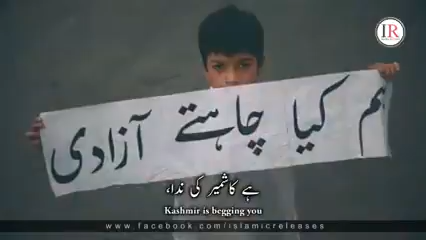 IR
ہم کیا چاہتے آزادی
ہے کاشمیر کی ندا،
Kashmir is begging you
www.facebook.com/islamicreleases